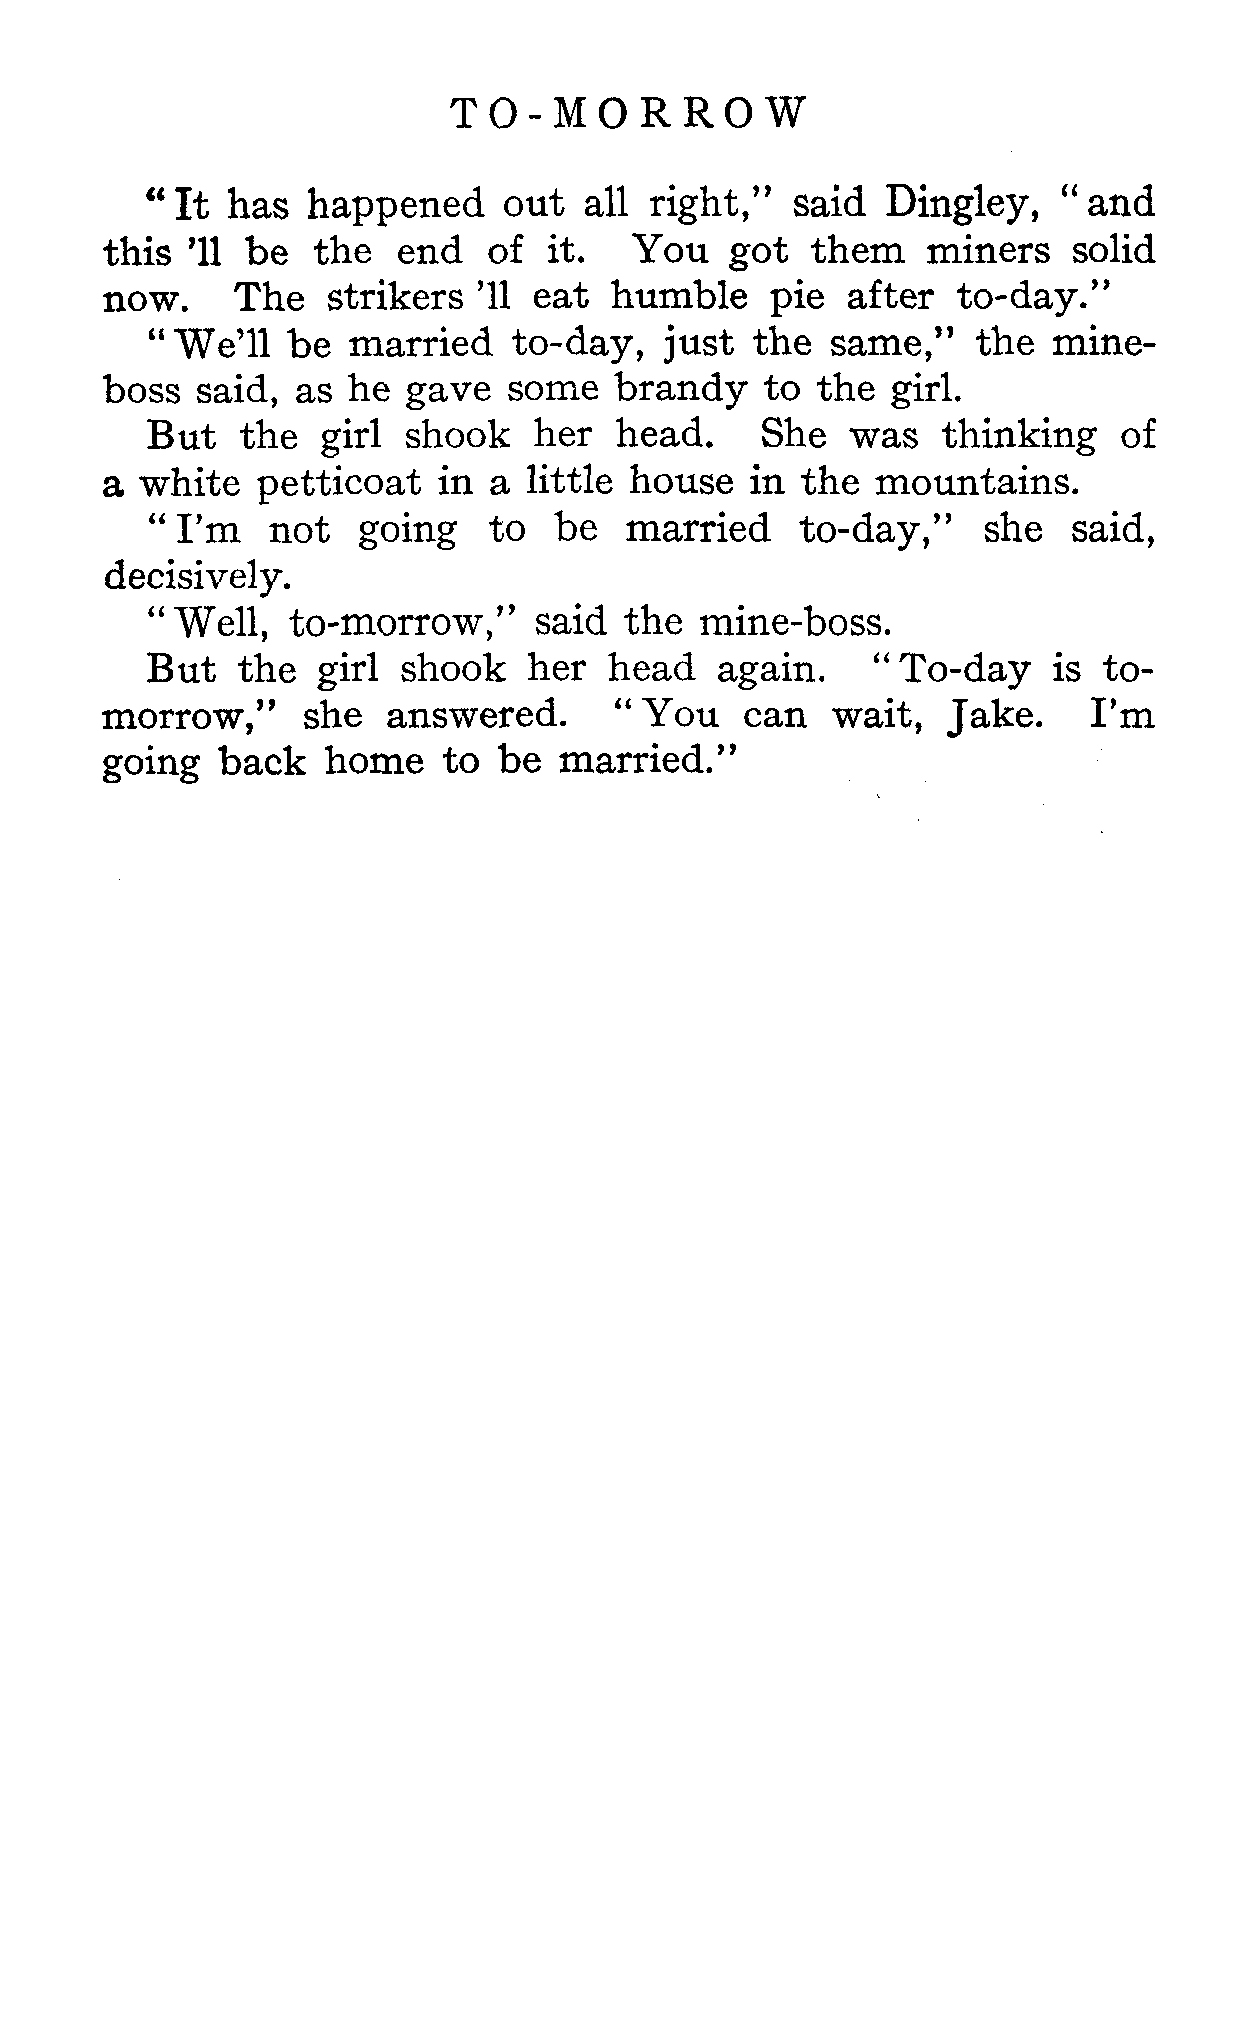 TO-MORROW
“It has happened out all right,” said Dingley, “and
this ’ll be the end of it. You got them miners solid
now. The strikers ’ll eat humble pie after to-day.”
“We’ll be married to-day, just the same,” the mine-
boss said, as he gave some brandy to the girl.
But the girl shook her head. She was thinking of
a white petticoat in a little house in the mountains.
“I’m not going to be married to-day,” she said,
decisively.
“Well, to-morrow,” said the mine-boss.
But the girl shook her head again. “To-day is to-
morrow,” she answered. “You can wait, Jake. I’m
going back home to be married.”